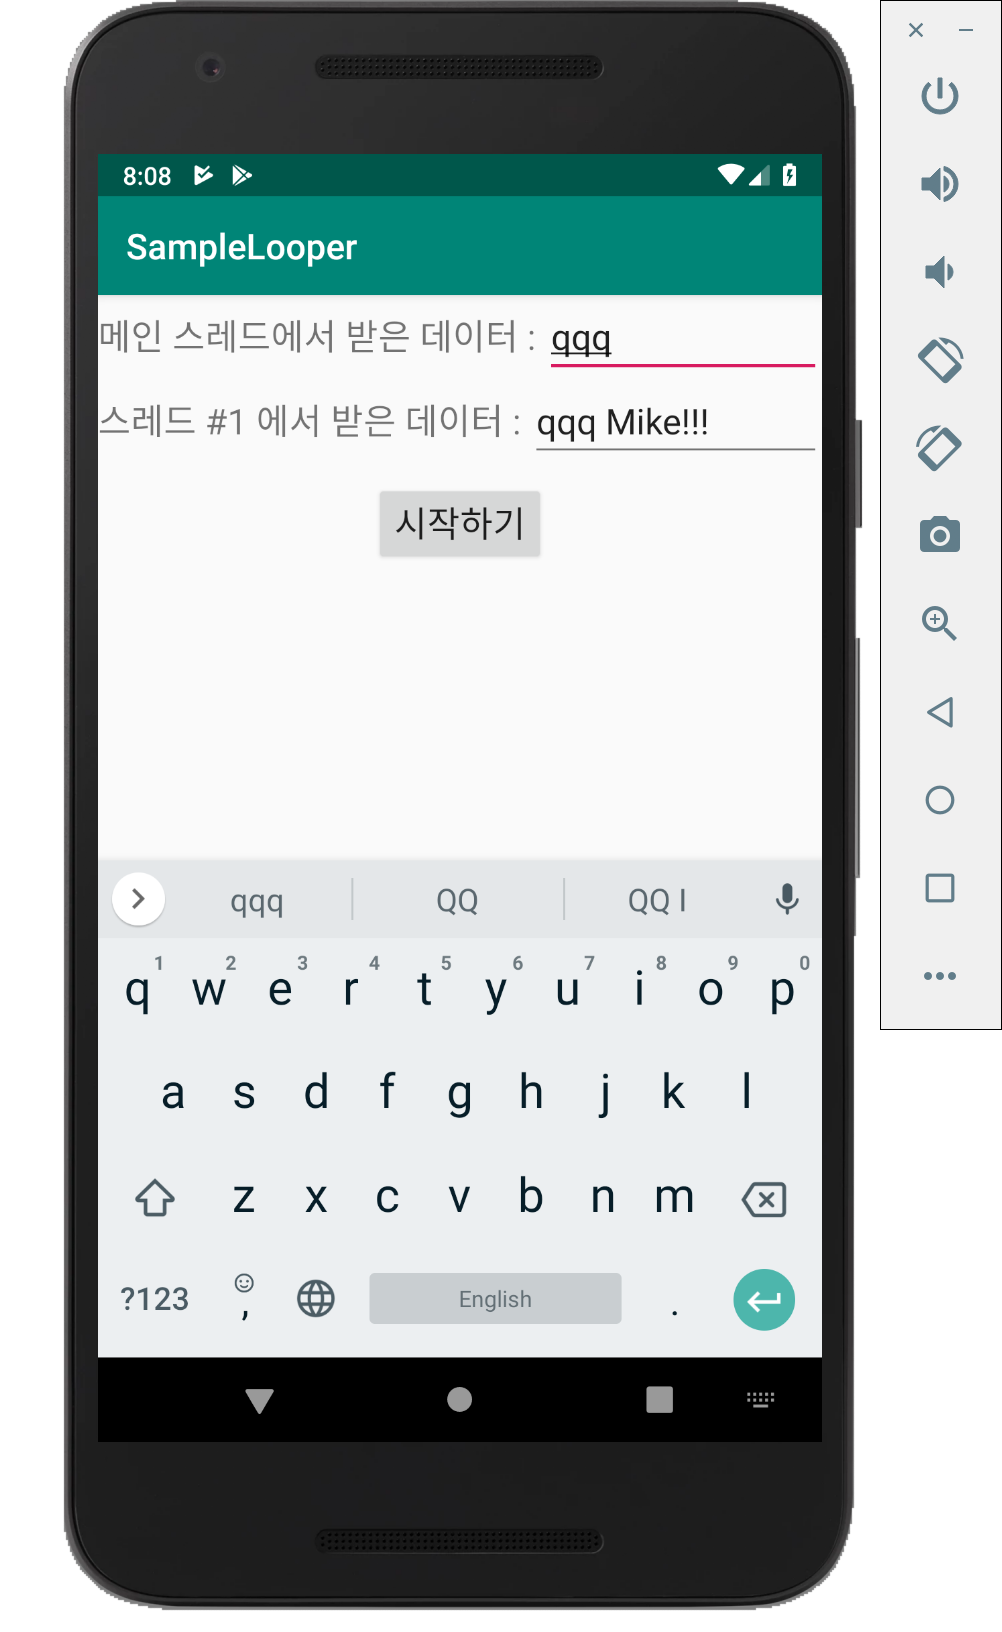 8:08
SampleLooper
메인 스레드에서 받은 데이터 : qqq
스레드 #1 에서 받은 데이터 : qqq Mike!!!
시작하기
qqq QQ QQ I
1 2 3 4 5 6 7 8 9 0
q w e r t y u i o p
a s d f g h j k l
z x c v b n m
?123 , English .